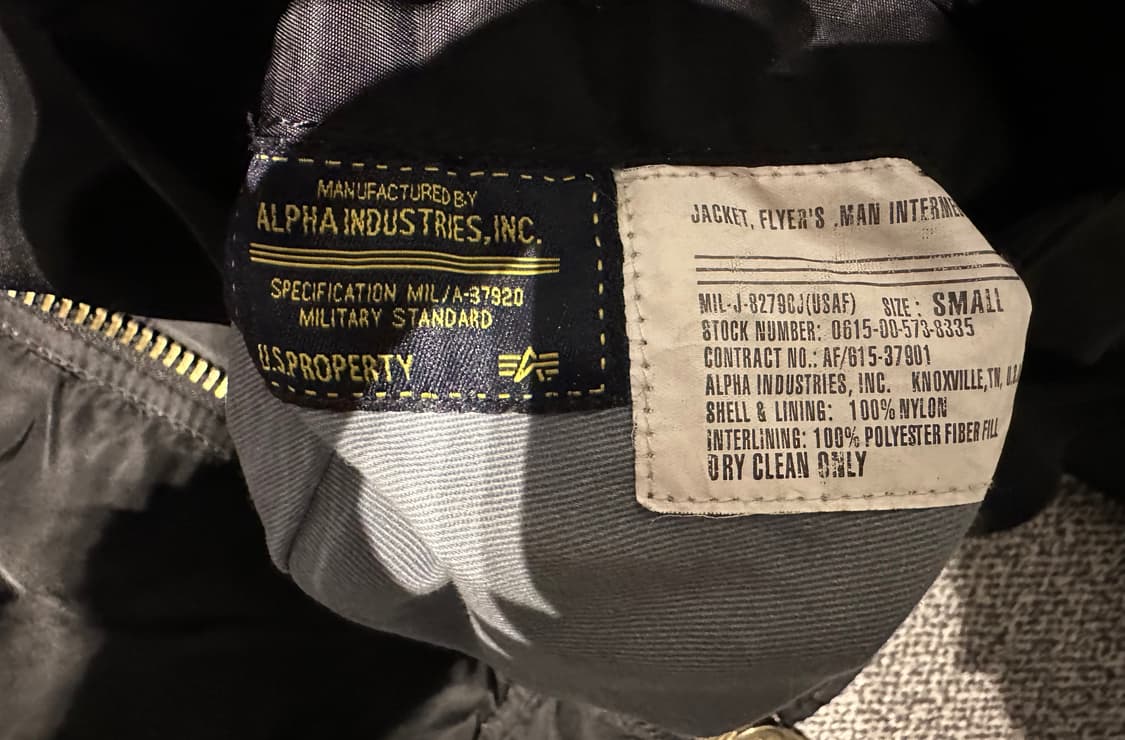 MANUFACTURED BY
ALPHA INDUSTRIES, INC.
SPECIFICATION MIL/A-37920
MILITARY STANDARD
U.S.PROPERTY
JACKET, FLYER'S .MAN
MIL-J-8279CJ(USAF) SIZE: SMALL
STOCK NUMBER: 0615-00-573-8335
CONTRACT NO.: AF/615-37901
ALPHA INDUSTRIES, INC. KNOXVILLE,TN,
SHELL & LINING: 100% NYLON
INTERLINING: 100% POLYESTER FIBER FILL
DRY CLEAN ONLY